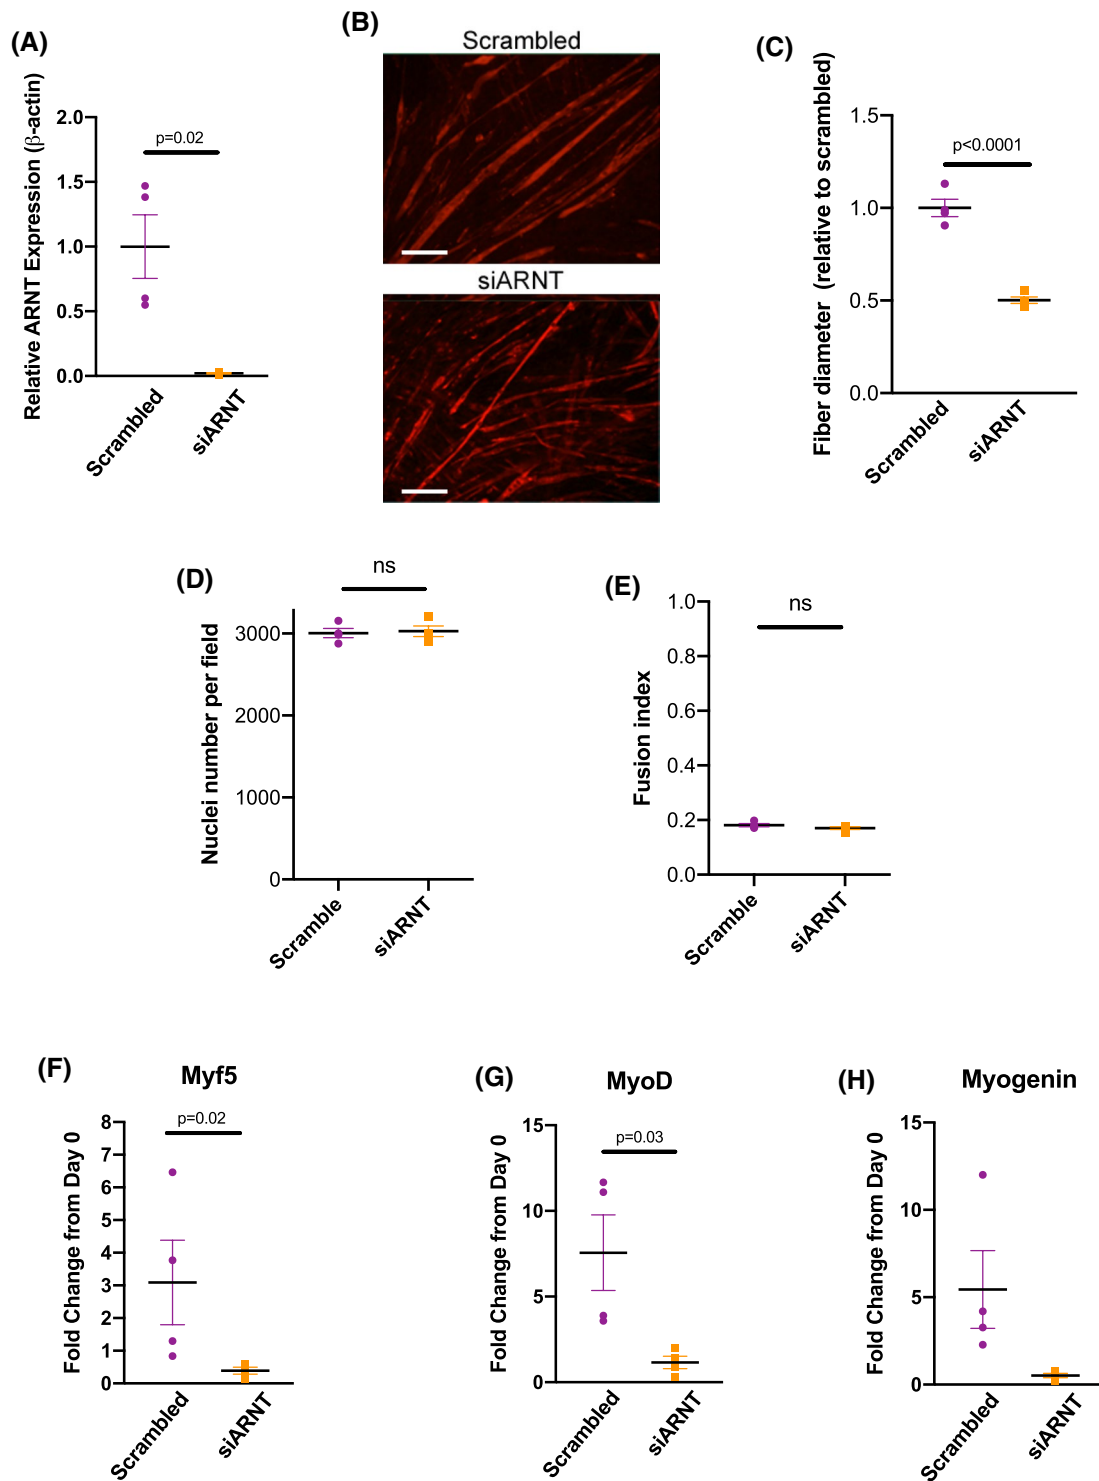 (A)
Relative ARNT Expression (β-actin)
2.0
1.5
1.0
0.5
0.0
p=0.02
Scrambled
siARNT
(B)
Scrambled
siARNT
(C)
Fiber diameter (relative to scrambled)
1.5
1.0
0.5
0.0
p<0.0001
Scrambled
siARNT
(D)
Nuclei number per field
3000
2000
1000
0
ns
Scramble
siARNT
(E)
Fusion index
1.0
0.8
0.6
0.4
0.2
0.0
ns
Scramble
siARNT
(F)
Myf5
Fold Change from Day 0
8
7
6
5
4
3
2
1
0
p=0.02
Scrambled
siARNT
(G)
MyoD
Fold Change from Day 0
15
10
5
0
p=0.03
Scrambled
siARNT
(H)
Myogenin
Fold Change from Day 0
15
10
5
0
Scrambled
siARNT